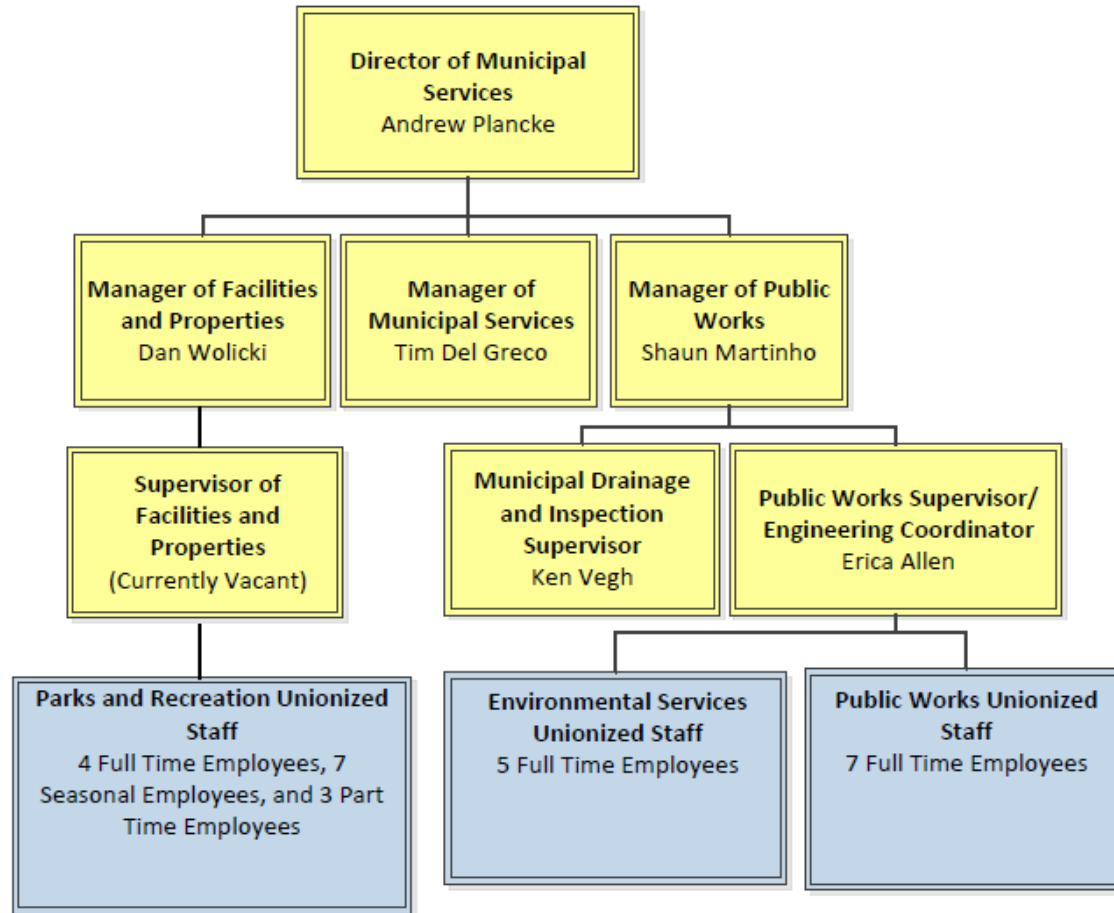 Director of Municipal
Services
Andrew Plancke
Manager of Facilities
and Properties
Dan Wolicki
Manager of
Municipal Services
Tim Del Greco
Manager of Public
Works
Shaun Martinho
Supervisor of
Facilities and
Properties
(Currently Vacant)
Municipal Drainage
and Inspection
Supervisor
Ken Vegh
Public Works Supervisor/
Engineering Coordinator
Erica Allen
Parks and Recreation Unionized
Staff
4 Full Time Employees, 7
Seasonal Employees, and 3 Part
Time Employees
Environmental Services
Unionized Staff
5 Full Time Employees
Public Works Unionized
Staff
7 Full Time Employees